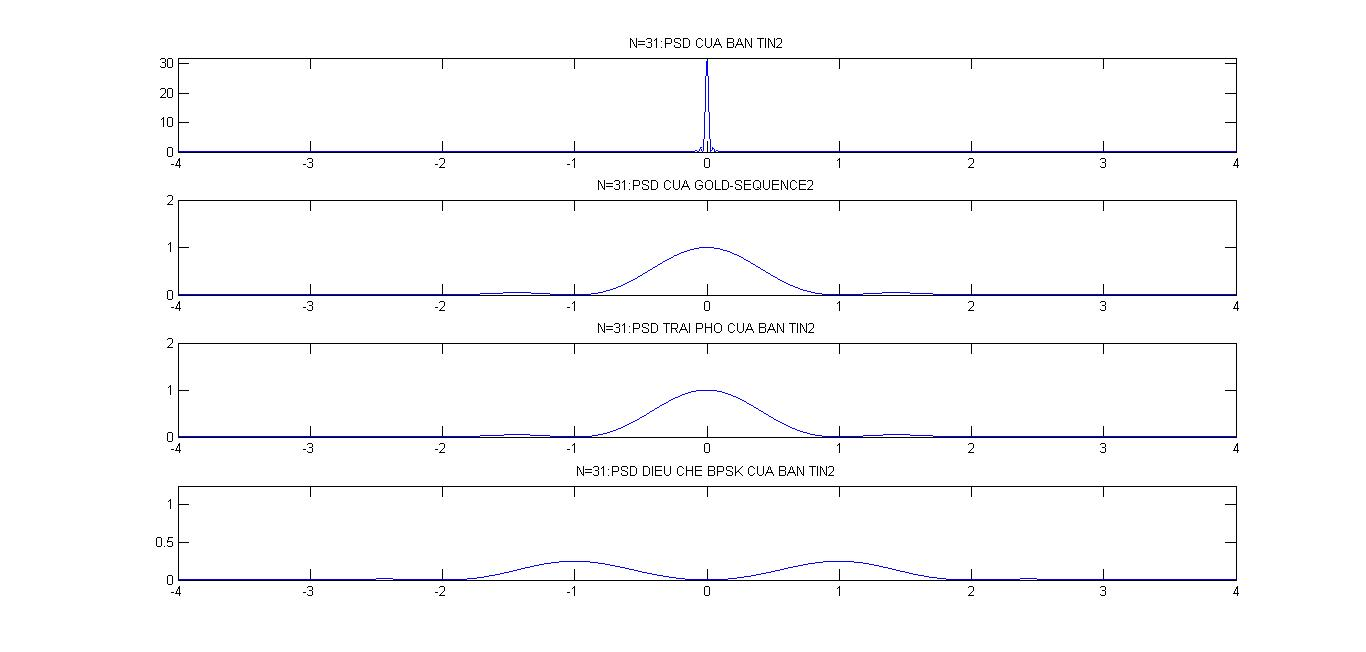 N=31:PSD CUA BAN TIN2
30
20
10
0
-4 -3 -2 -1 0 1 2 3 4
N=31:PSD CUA GOLD-SEQUENCE2
2
1
0
-4 -3 -2 -1 0 1 2 3 4
N=31:PSD TRAI PHO CUA BAN TIN2
2
1
0
-4 -3 -2 -1 0 1 2 3 4
N=31:PSD DIEU CHE BPSK CUA BAN TIN2
1
0.5
0
-4 -3 -2 -1 0 1 2 3 4